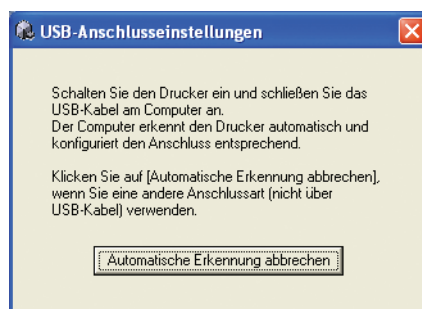 USB-Anschlusseinstellungen
Schalten Sie den Drucker ein und schließen Sie das
USB-Kabel am Computer an.
Der Computer erkennt den Drucker automatisch und
konfiguriert den Anschluss entsprechend.
Klicken Sie auf [Automatische Erkennung abbrechen],
wenn Sie eine andere Anschlussart (nicht über
USB-Kabel) verwenden.
Automatische Erkennung abbrechen